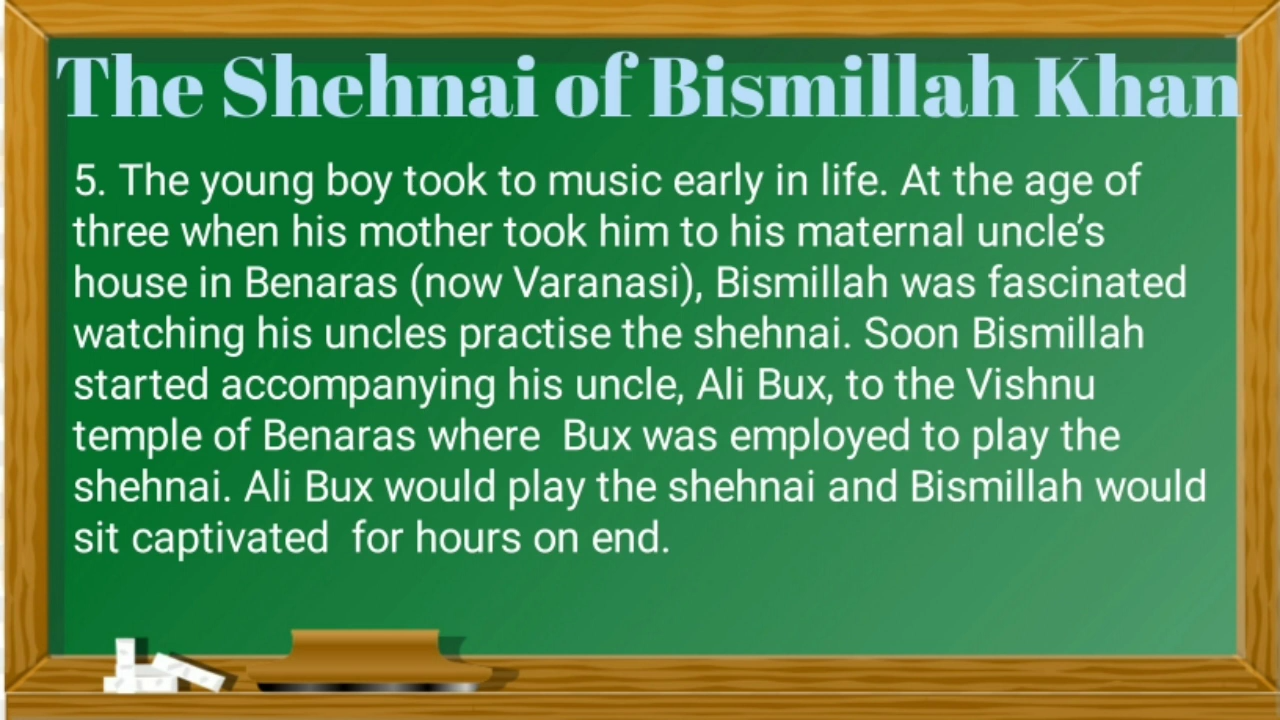 The Shehnai of Bismillah Khan
5. The young boy took to music early in life. At the age of
three when his mother took him to his maternal uncle’s
house in Benaras (now Varanasi), Bismillah was fascinated
watching his uncles practise the shehnai. Soon Bismillah
started accompanying his uncle, Ali Bux, to the Vishnu
temple of Benaras where  Bux was employed to play the
shehnai. Ali Bux would play the shehnai and Bismillah would
sit captivated  for hours on end.